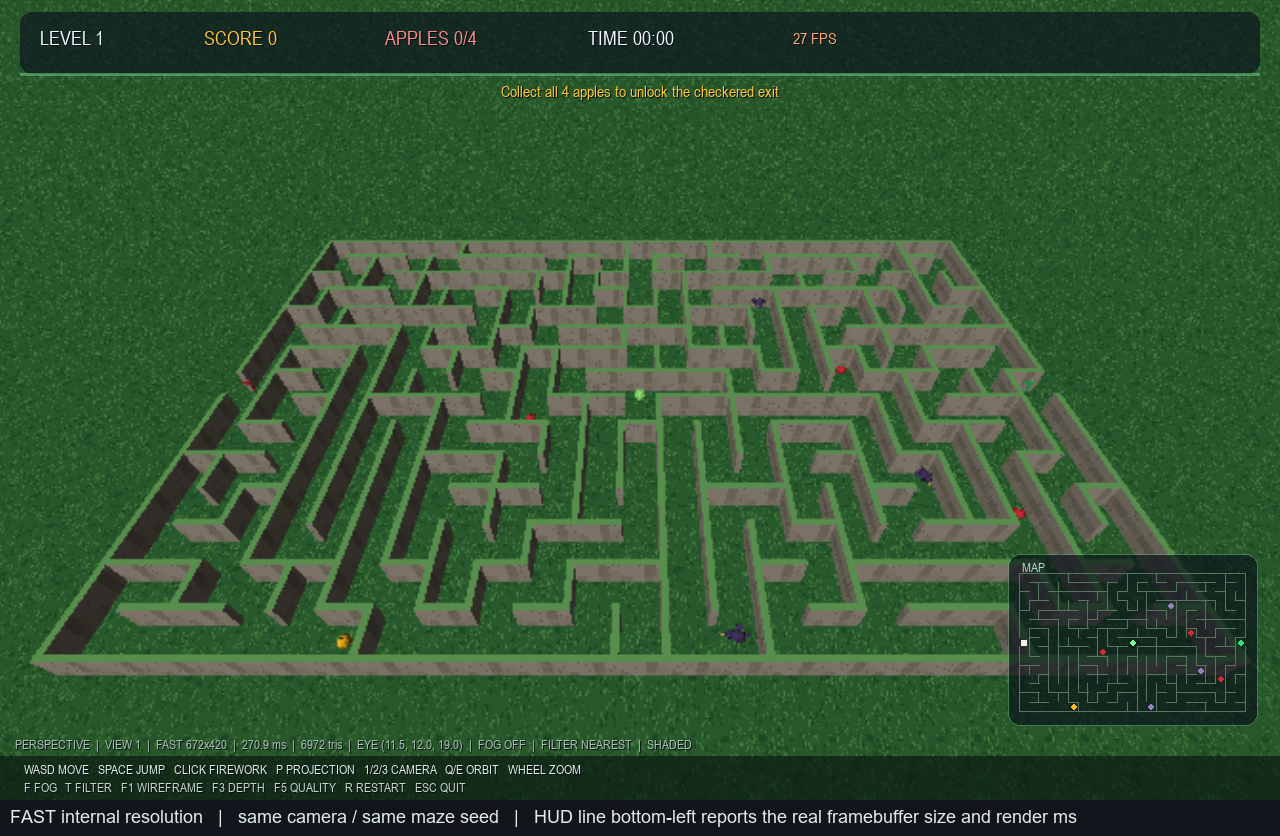 LEVEL 1 SCORE 0 APPLES 0/4 TIME 00:00 27 FPS
Collect all 4 apples to unlock the checkered exit
MAP
PERSPECTIVE | VIEW 1 | FAST 672x420 | 270.9 ms | 6972 tris | EYE (11.5, 12.0, 19.0) | FOG OFF | FILTER NEAREST | SHADED
WASD MOVE SPACE JUMP CLICK FIREWORK P PROJECTION 1/2/3 CAMERA Q/E ORBIT WHEEL ZOOM
F FOG T FILTER F1 WIREFRAME F3 DEPTH F5 QUALITY R RESTART ESC QUIT
FAST internal resolution | same camera / same maze seed | HUD line bottom-left reports the real framebuffer size and render ms